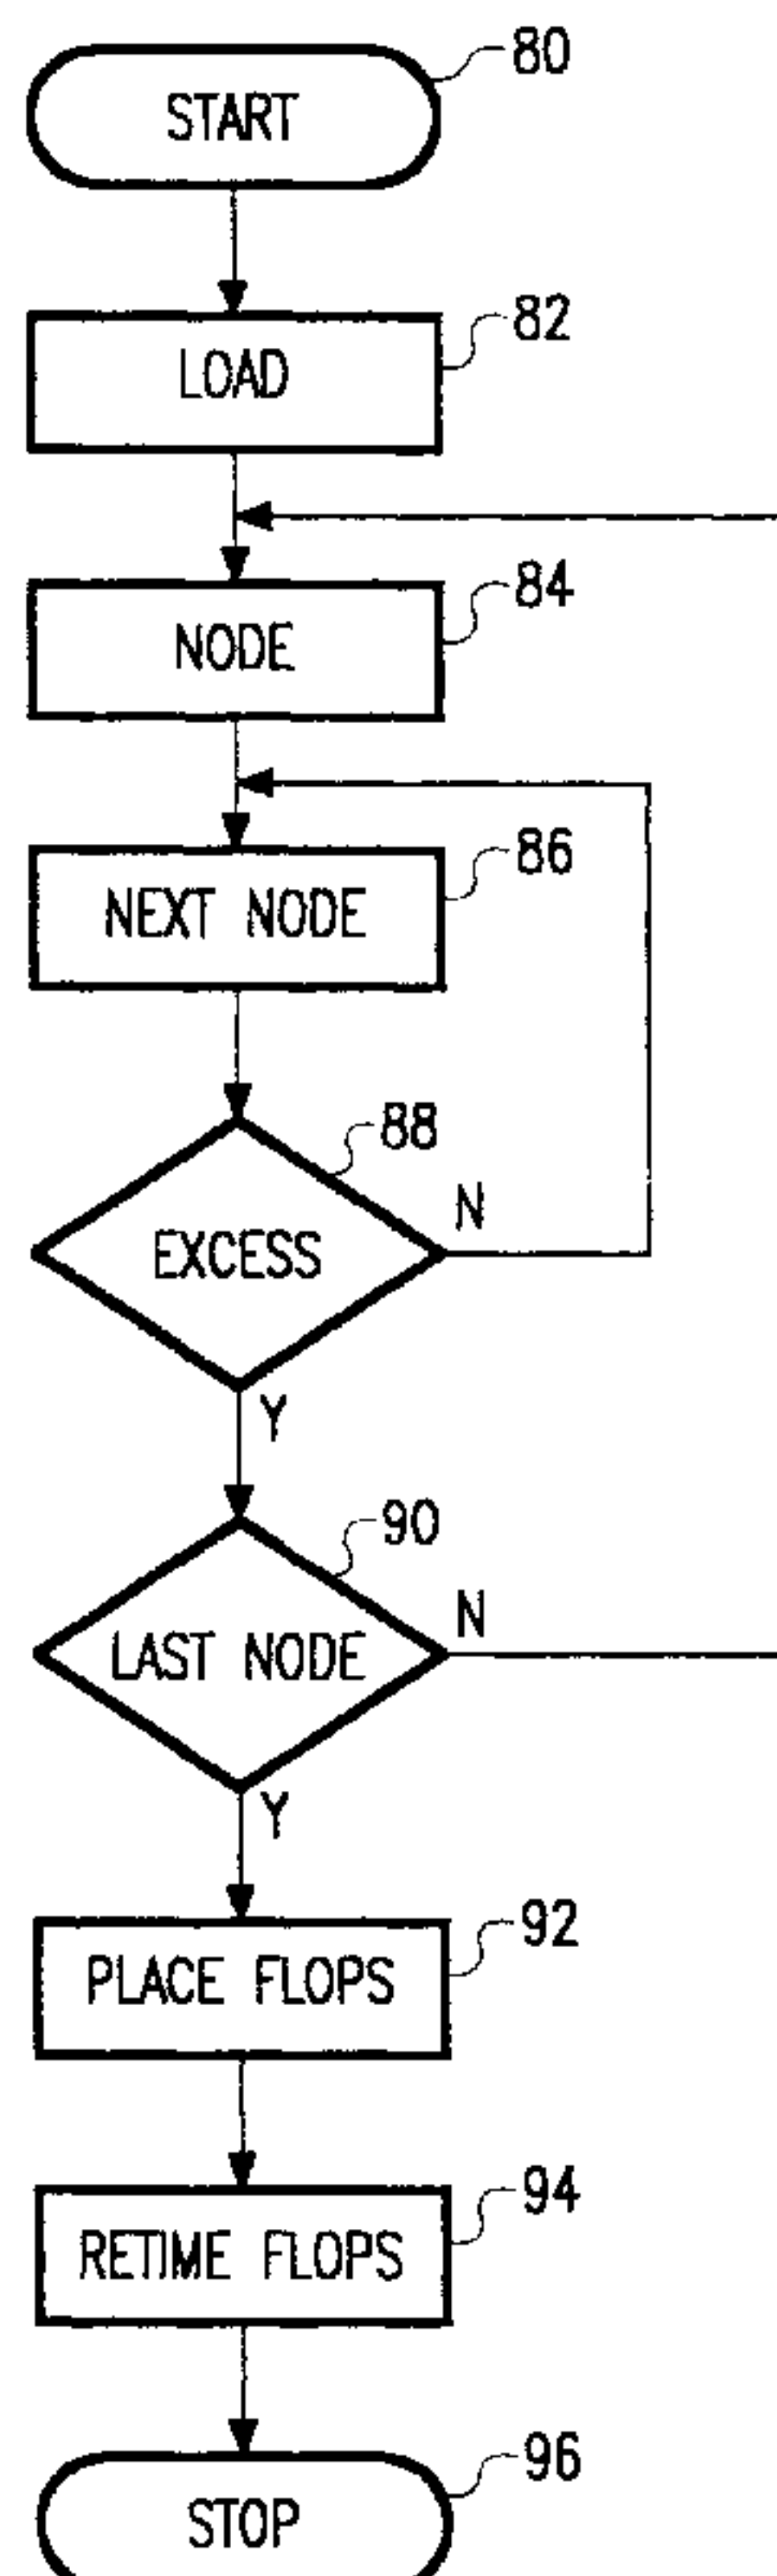 80
START
82
LOAD
84
NODE
86
NEXT NODE
88
N
EXCESS
Y
90
N
LAST NODE
Y
92
PLACE FLOPS
94
RETIME FLOPS
96
STOP